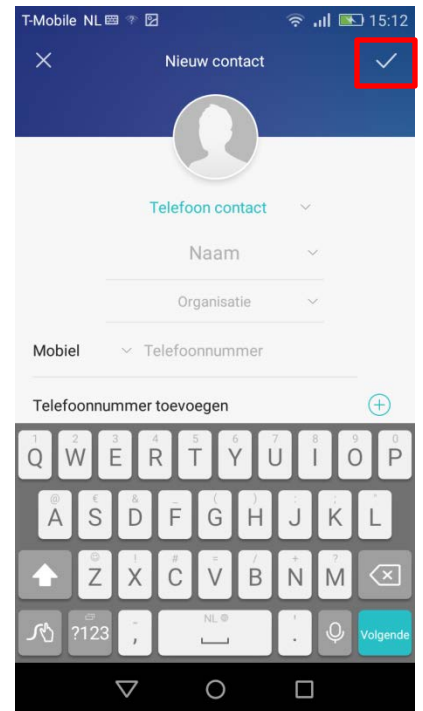 T-Mobile NL 15:12
Nieuw contact
Telefoon contact
Naam
Organisatie
Mobiel Telefoonnummer
Telefoonnummer toevoegen
1 2 3 4 5 6 7 8 9 0
Q W E R T Y U I O P
@ € & _ ( ) : ; "
A S D F G H J K L
! # = / + ?
Z X C V B N M
NL
?123 , . Volgende